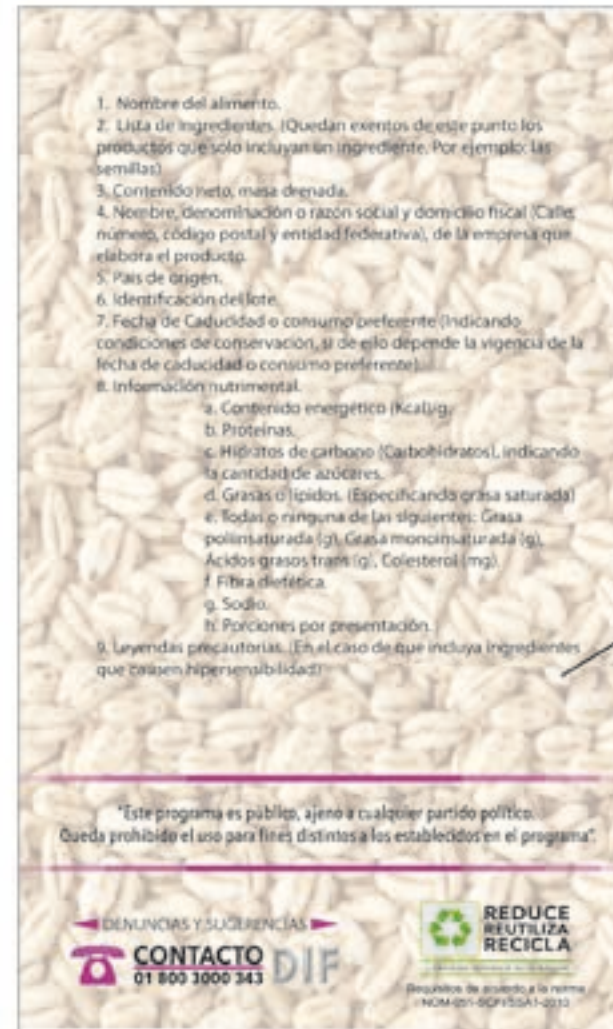 1. Nombre del alimento.
2. Lista de ingredientes. (Quedan exentos de este punto los
productos que solo incluyan un ingrediente. Por ejemplo: las
semillas)
3. Contenido neto, masa drenada.
4. Nombre, denominación o razón social y domicilio fiscal (Calle,
número, código postal y entidad federativa), de la empresa que
elabora el producto.
5. País de origen.
6. Identificación del lote.
7. Fecha de Caducidad o consumo preferente (Indicando
condiciones de conservación, si de ello depende la vigencia de la
fecha de caducidad o consumo preferente).
8. Información nutrimental.
a. Contenido energético (Kcal)/g.
b. Proteínas.
c. Hidratos de carbono (Carbohidratos), indicando
la cantidad de azúcares.
d. Grasas o lípidos. (Especificando grasa saturada)
e. Todas o ninguna de las siguientes: Grasa
poliinsaturada (g), Grasa monoinsaturada (g),
Ácidos grasos trans (g), Colesterol (mg).
f. Fibra dietética.
g. Sodio.
h. Porciones por presentación.
9. Leyendas precautorias. (En el caso de que incluya ingredientes
que causen hipersensibilidad)
"Este programa es público, ajeno a cualquier partido político.
Queda prohibido el uso para fines distintos a los establecidos en el programa".
DENUNCIAS Y SUGERENCIAS
CONTACTO DIF
01 800 3000 343
REDUCE
REUTILIZA
RECICLA
Requisitos de acuerdo a la norma
NOM-051-SCFI/SSA1-2010